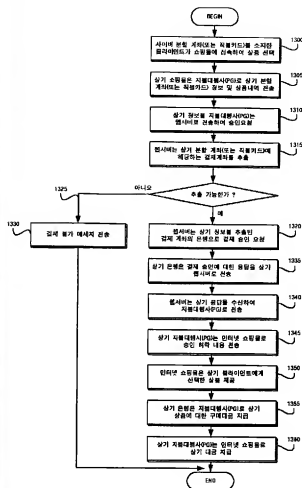 BEGIN
1300
사이버 분할 계좌(또는 직불카드)를 소지한
클라이언트가 쇼핑몰에 접속하여 상품 선택
1305
상기 쇼핑몰은 지불대행사(PG)로 상기 분할
계좌(또는 직불카드) 정보 및 상품내역 전송
1310
상기 정보를 지불대행사(PG)는
웹서버로 전송하여 승인요청
1315
웹서버는 상기 분할 계좌(또는 직불카드)에
해당하는 결제계좌를 추출
1325
아니오
추출 가능한가 ?
예
1330
결제 불가 메세지 전송
1320
웹서버는 상기 정보를 추출된
결제 계좌의 은행으로 결제 승인 요청
1335
상기 은행은 결제 승인에 대한 응답을 상기
웹서버로 전송
1340
웹서버는 상기 응답을 수신하여
지불대행사(PG)로 전송
1345
상기 지불대행사(PG)는 인터넷 쇼핑몰로
승인 허락 내용 전송
1350
인터넷 쇼핑몰은 상기 클라이언트에게
선택한 상품 제공
1355
상기 은행은 지불대행사(PG)로 상기
상품에 대한 구매대금 지급
1360
상기 지불대행사(PG)는 인터넷 쇼핑몰로
상기 대금 지급
END